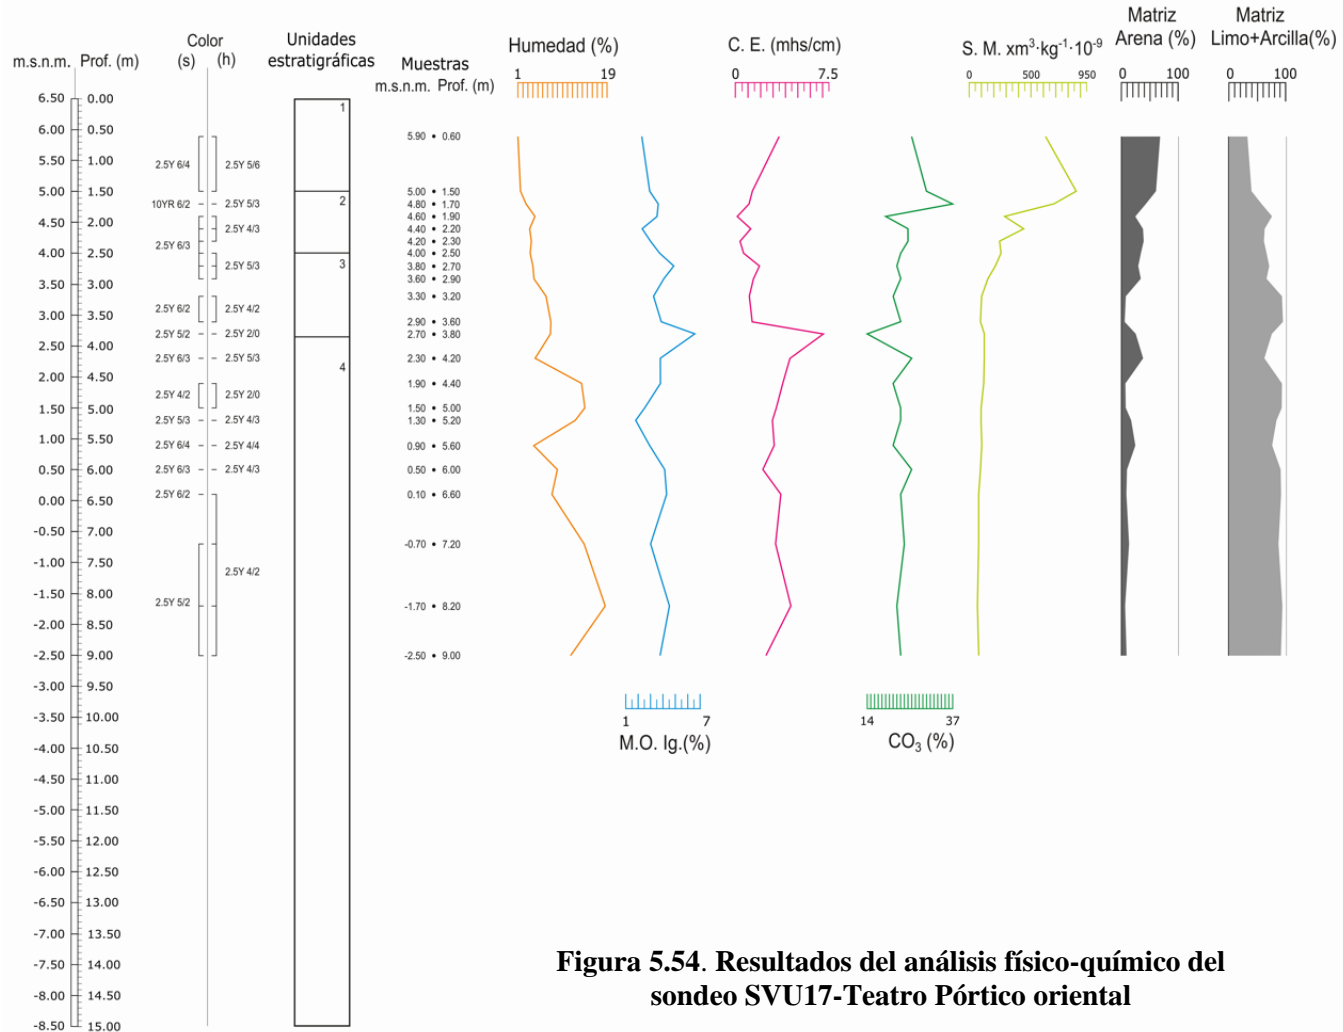 m.s.n.m. Prof. (m)
Color
(s) (h)
Unidades
estratigráficas
Muestras
m.s.n.m. Prof. (m)
Humedad (%)
1 19
C. E. (mhs/cm)
0 7.5
S. M. xm³·kg⁻¹·10⁻⁹
0 500 950
Matriz
Arena (%)
0 100
Matriz
Limo+Arcilla(%)
0 100
6.50 0.00
6.00 0.50
5.50 1.00
5.00 1.50
4.50 2.00
4.00 2.50
3.50 3.00
3.00 3.50
2.50 4.00
2.00 4.50
1.50 5.00
1.00 5.50
0.50 6.00
0.00 6.50
-0.50 7.00
-1.00 7.50
-1.50 8.00
-2.00 8.50
-2.50 9.00
-3.00 9.50
-3.50 10.00
-4.00 10.50
-4.50 11.00
-5.00 11.50
-5.50 12.00
-6.00 12.50
-6.50 13.00
-7.00 13.50
-7.50 14.00
-8.00 14.50
-8.50 15.00
2.5Y 6/4 2.5Y 5/6
10YR 6/2 2.5Y 5/3
2.5Y 4/3
2.5Y 6/3
2.5Y 5/3
2.5Y 6/2 2.5Y 4/2
2.5Y 5/2 2.5Y 2/0
2.5Y 6/3 2.5Y 5/3
2.5Y 4/2 2.5Y 2/0
2.5Y 5/3 2.5Y 4/3
2.5Y 6/4 2.5Y 4/4
2.5Y 6/3 2.5Y 4/3
2.5Y 6/2
2.5Y 4/2
2.5Y 5/2
1
2
3
4
5.90 • 0.60
5.00 • 1.50
4.80 • 1.70
4.60 • 1.90
4.40 • 2.20
4.20 • 2.30
4.00 • 2.50
3.80 • 2.70
3.60 • 2.90
3.30 • 3.20
2.90 • 3.60
2.70 • 3.80
2.30 • 4.20
1.90 • 4.40
1.50 • 5.00
1.30 • 5.20
0.90 • 5.60
0.50 • 6.00
0.10 • 6.60
-0.70 • 7.20
-1.70 • 8.20
-2.50 • 9.00
1 7
M.O. Ig.(%)
14 37
CO₃ (%)
Figura 5.54. Resultados del análisis físico-químico del
sondeo SVU17-Teatro Pórtico oriental